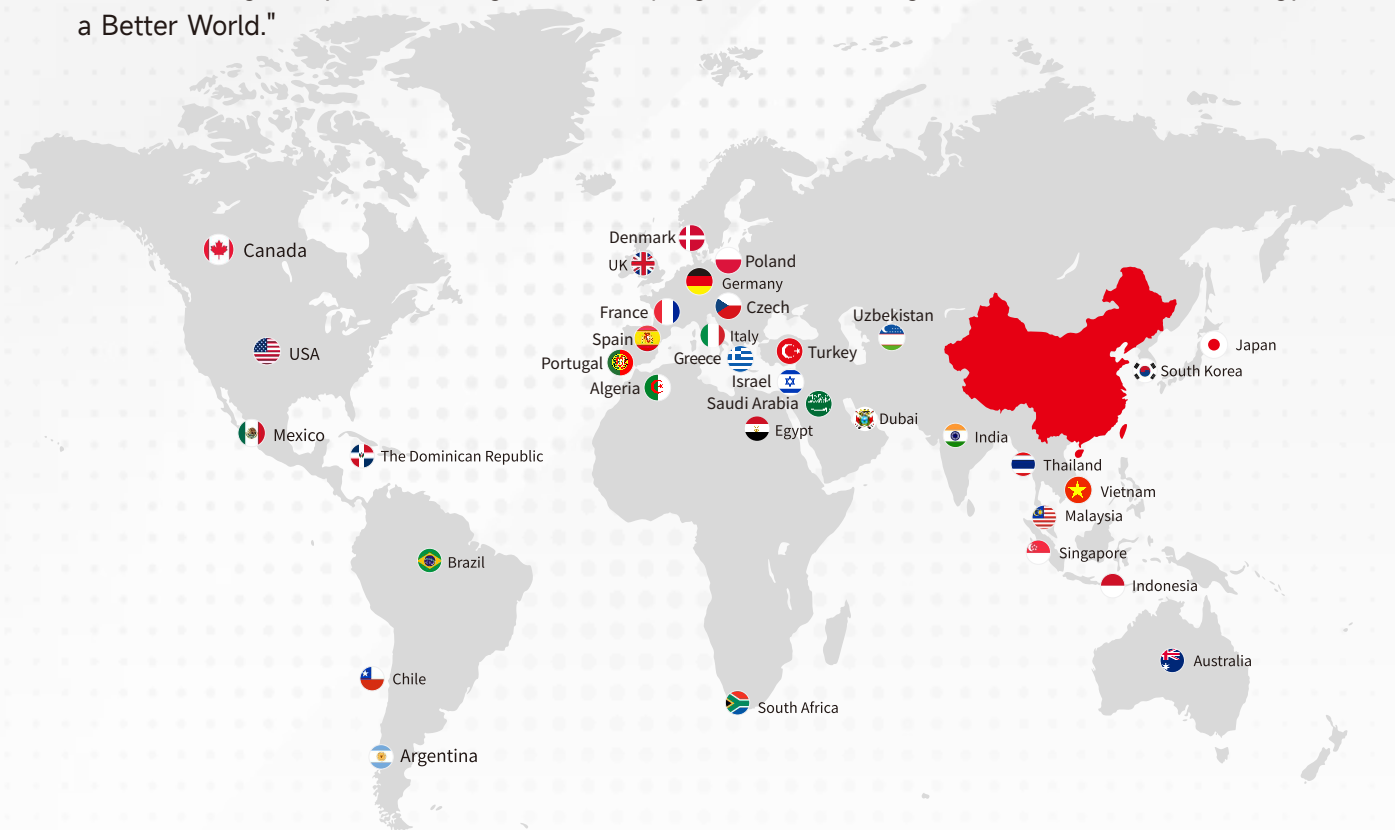 a Better World."
Denmark
UK
Poland
Canada
Germany
France
Czech
Uzbekistan
Spain
Italy
Japan
USA
Portugal
Greece
Turkey
South Korea
Algeria
Israel
Saudi Arabia
Dubai
Mexico
Egypt
India
The Dominican Republic
Thailand
Vietnam
Malaysia
Singapore
Brazil
Indonesia
Australia
Chile
South Africa
Argentina